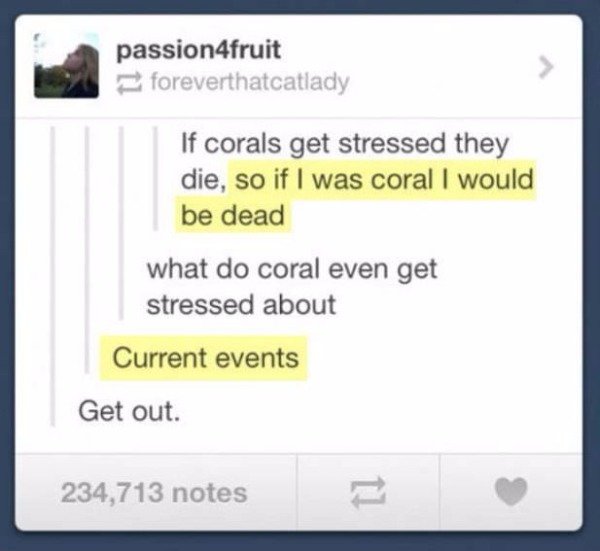 passion4fruit
foreverthatcatlady
If corals get stressed they
die, so if I was coral I would
be dead
what do coral even get
stressed about
Current events
Get out.
234,713 notes